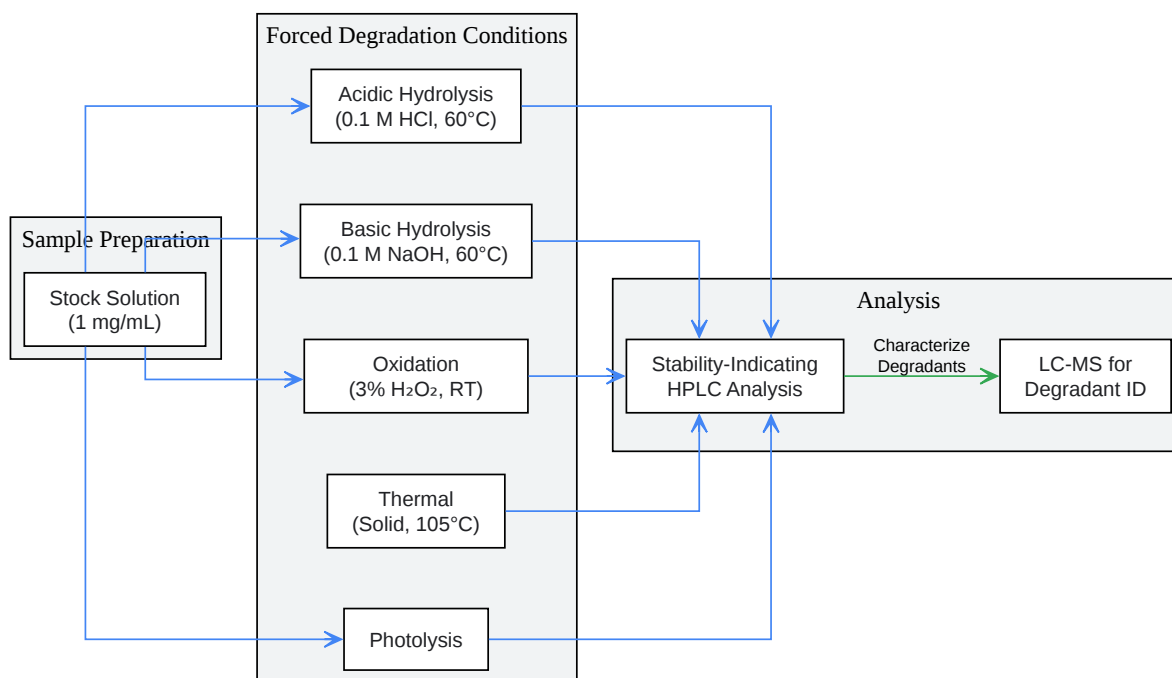 Forced Degradation Conditions
Acidic Hydrolysis
(0.1 M HCl, 60°C)
Basic Hydrolysis
(0.1 M NaOH, 60°C)
Sample Preparation
Stock Solution
(1 mg/mL)
Oxidation
(3% H₂O₂, RT)
Thermal
(Solid, 105°C)
Photolysis
Analysis
Stability-Indicating
HPLC Analysis
Characterize
Degradants
LC-MS for
Degradant ID